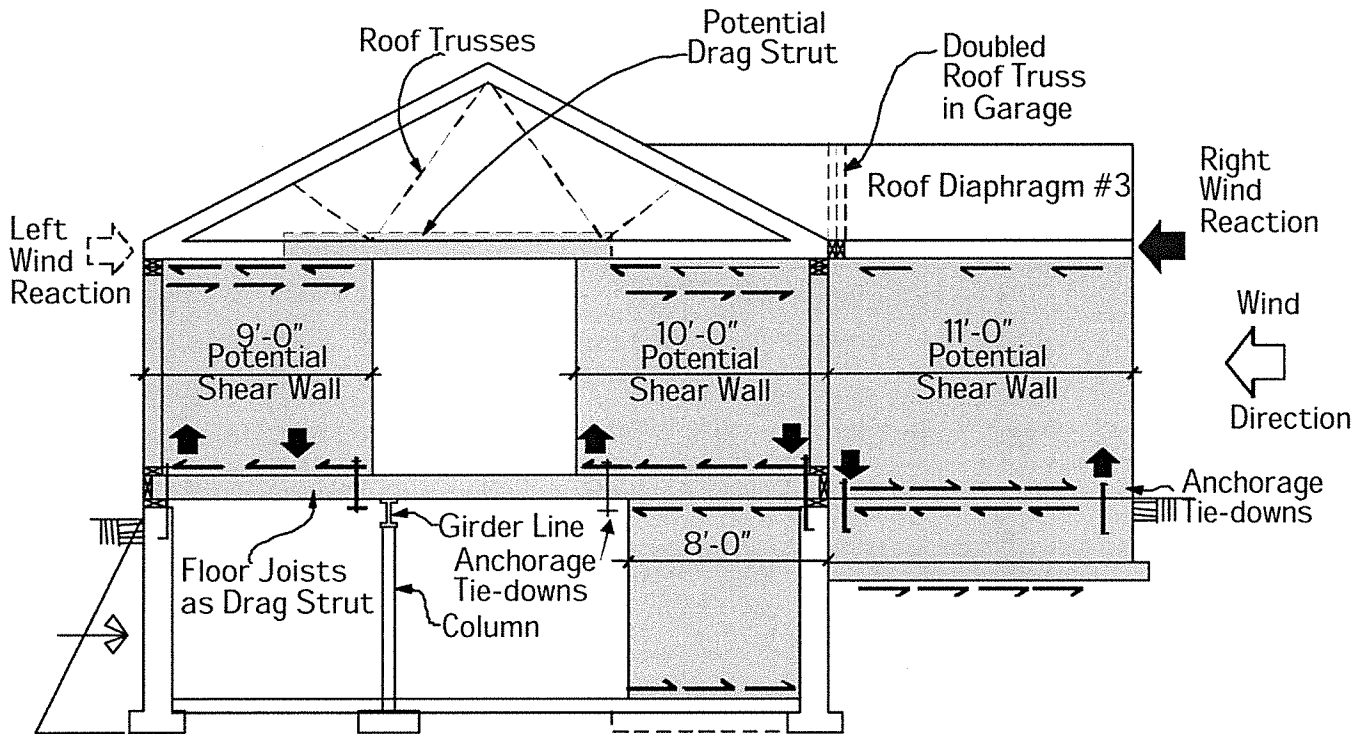 Roof Trusses
Potential
Drag Strut
Doubled
Roof Truss
in Garage
Roof Diaphragm #3
Right
Wind
Reaction
Left
Wind
Reaction
9'-0"
Potential
Shear Wall
10'-0"
Potential
Shear Wall
11'-0"
Potential
Shear Wall
Wind
Direction
Anchorage
Tie-downs
Girder Line
Anchorage
Tie-downs
8'-0"
Floor Joists
as Drag Strut
Column